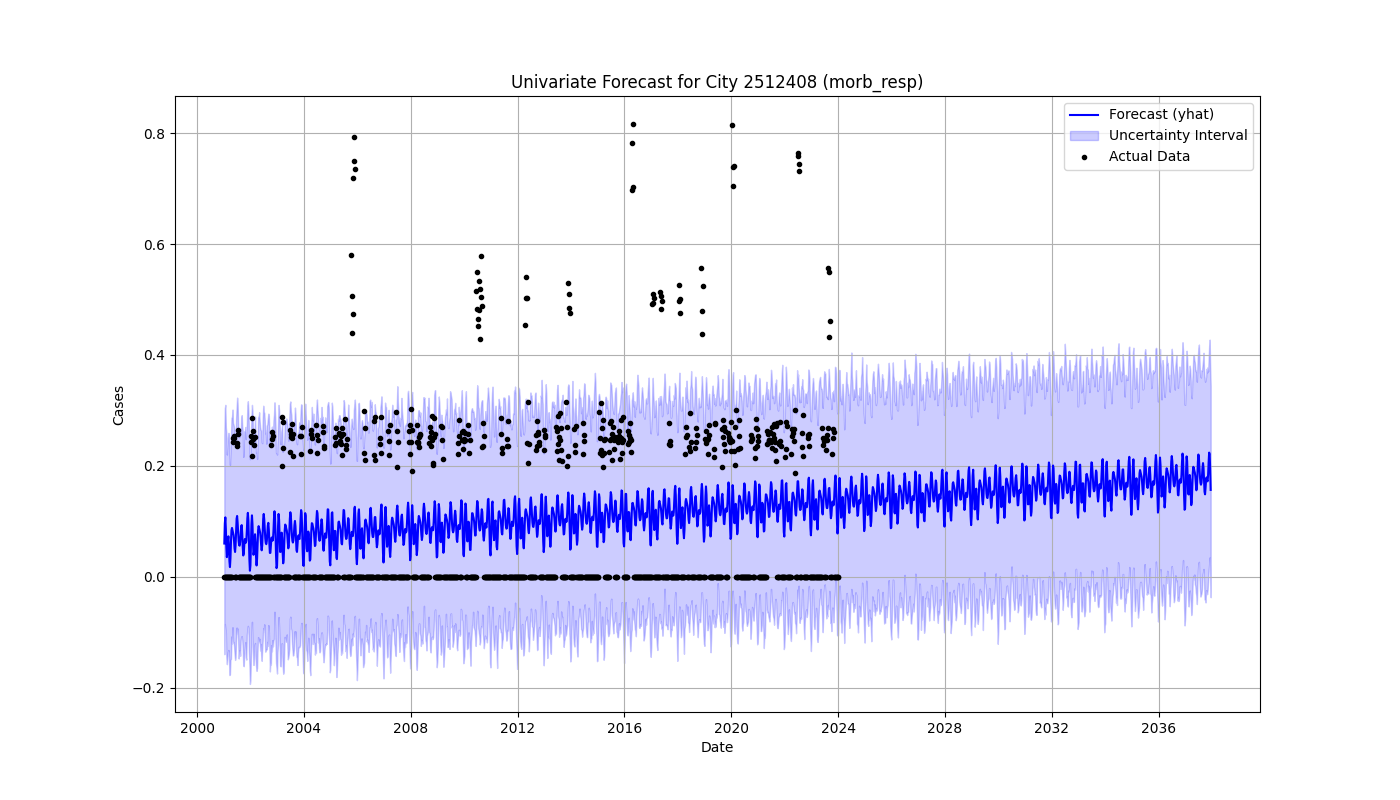 Univariate Forecast for City 2512408 (morb_resp)
Forecast (yhat)
Uncertainty Interval
Actual Data
Cases
0.8
0.6
0.4
0.2
0.0
−0.2
2000 2004 2008 2012 2016 2020 2024 2028 2032 2036
Date